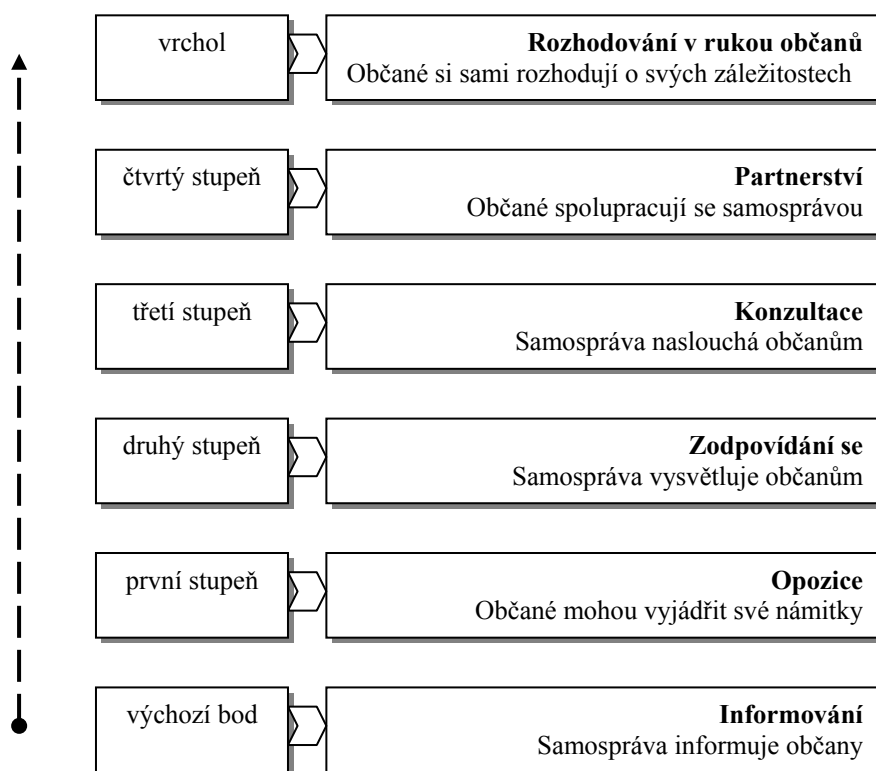 vrchol
Rozhodování v rukou občanů
Občané si sami rozhodují o svých záležitostech
čtvrtý stupeň
Partnerství
Občané spolupracují se samosprávou
třetí stupeň
Konzultace
Samospráva naslouchá občanům
druhý stupeň
Zodpovídání se
Samospráva vysvětluje občanům
první stupeň
Opozice
Občané mohou vyjádřit své námitky
výchozí bod
Informování
Samospráva informuje občany